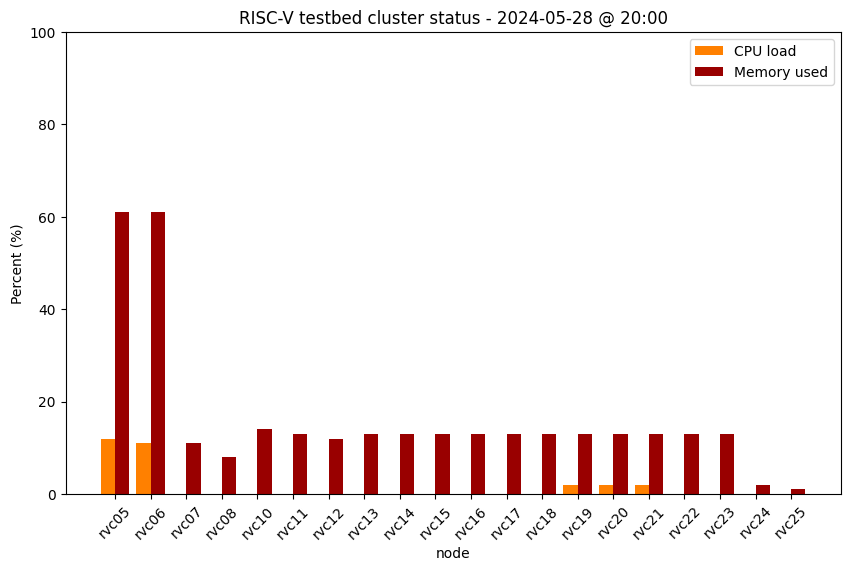 RISC-V testbed cluster status - 2024-05-28 @ 20:00
CPU load
Memory used
Percent (%)
100
80
60
40
20
0
rvc05 rvc06 rvc07 rvc08 rvc10 rvc11 rvc12 rvc13 rvc14 rvc15 rvc16 rvc17 rvc18 rvc19 rvc20 rvc21 rvc22 rvc23 rvc24 rvc25
node